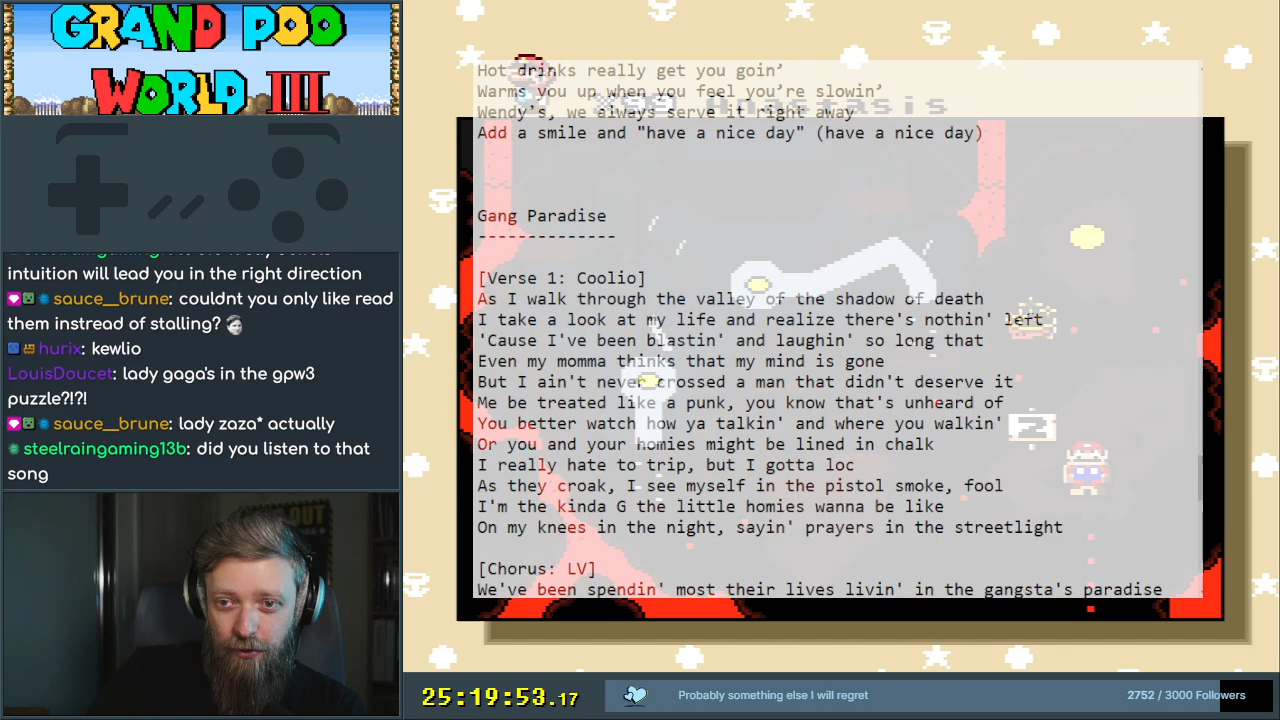 GRAND POO
WORLD III
intuition will lead you in the right direction
sauce__brune: couldnt you only like read
them instread of stalling?
hurix: kewlio
LouisDoucet: lady gaga's in the gpw3
puzzle?!?!
sauce__brune: lady zaza* actually
steelraingaming13b: did you listen to that
song
Hot drinks really get you goin’
Warms you up when you feel you’re slowin’
Wendy's, we always serve it right away
Add a smile and "have a nice day" (have a nice day)
Gang Paradise
--------------
[Verse 1: Coolio]
As I walk through the valley of the shadow of death
I take a look at my life and realize there's nothin' left
'Cause I've been blastin' and laughin' so long that
Even my momma thinks that my mind is gone
But I ain't never crossed a man that didn't deserve it
Me be treated like a punk, you know that's unheard of
You better watch how ya talkin' and where you walkin'
Or you and your homies might be lined in chalk
I really hate to trip, but I gotta loc
As they croak, I see myself in the pistol smoke, fool
I'm the kinda G the little homies wanna be like
On my knees in the night, sayin' prayers in the streetlight
[Chorus: LV]
We've been spendin' most their lives livin' in the gangsta's paradise
2
25:19:53.17
Probably something else I will regret
2752 / 3000 Followers